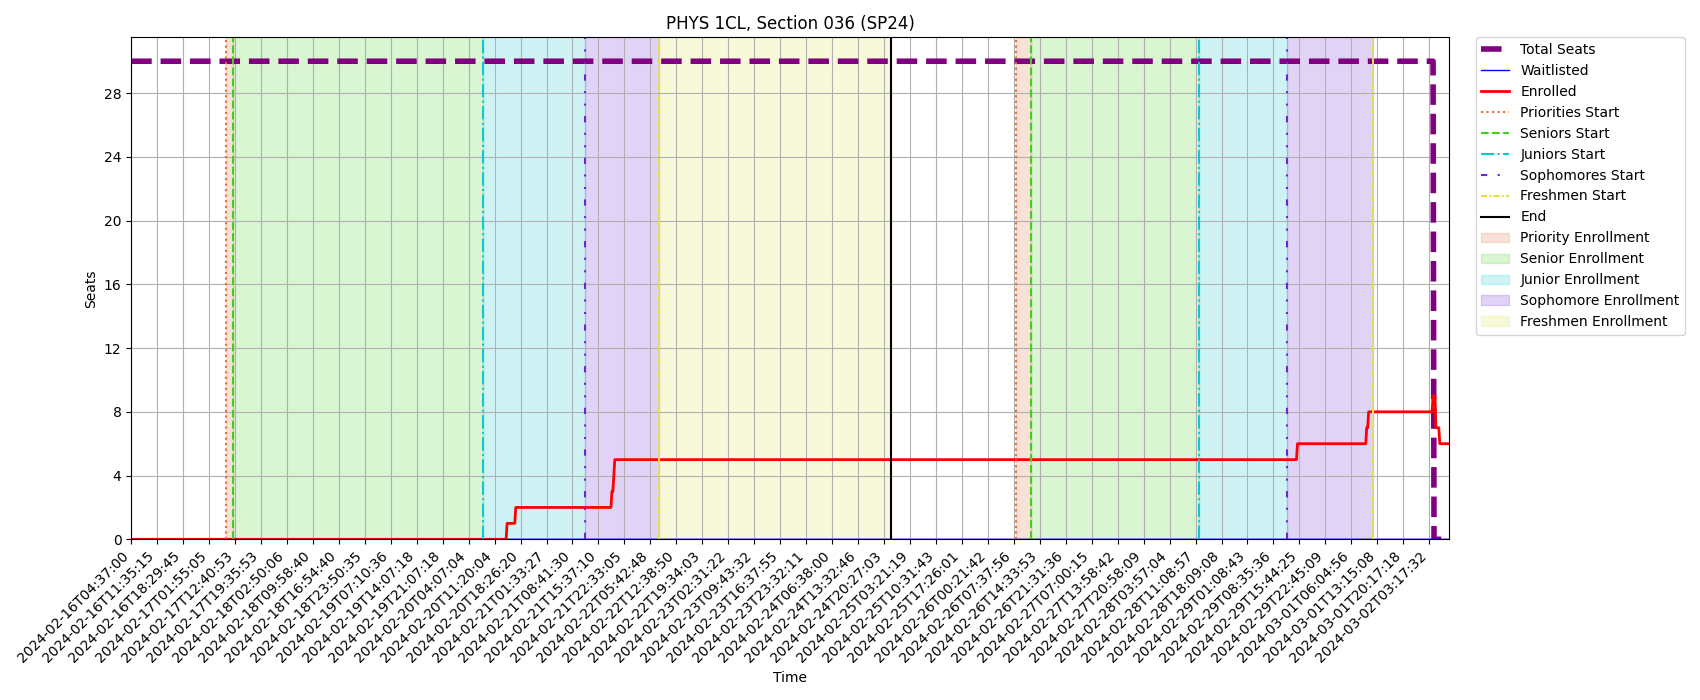 PHYS 1CL, Section 036 (SP24)
Seats
28
24
20
16
12
8
4
0
2024-02-16T04:37:00
2024-02-16T11:35:15
2024-02-16T18:29:45
2024-02-17T01:55:05
2024-02-17T12:40:53
2024-02-17T19:35:53
2024-02-18T02:50:06
2024-02-18T09:58:40
2024-02-18T16:54:40
2024-02-18T23:50:35
2024-02-19T07:10:36
2024-02-19T14:07:18
2024-02-19T21:07:18
2024-02-20T04:07:04
2024-02-20T11:20:04
2024-02-20T18:26:20
2024-02-21T01:33:27
2024-02-21T08:41:30
2024-02-21T15:37:10
2024-02-21T22:33:05
2024-02-22T05:42:48
2024-02-22T12:38:50
2024-02-22T19:34:03
2024-02-23T02:31:22
2024-02-23T09:43:32
2024-02-23T16:37:55
2024-02-23T23:32:11
2024-02-24T06:38:00
2024-02-24T13:32:46
2024-02-24T20:27:03
2024-02-25T03:21:19
2024-02-25T10:31:43
2024-02-25T17:26:01
2024-02-26T00:21:42
2024-02-26T07:37:56
2024-02-26T14:33:53
2024-02-26T21:31:36
2024-02-27T07:00:15
2024-02-27T13:58:42
2024-02-27T20:58:09
2024-02-28T03:57:04
2024-02-28T11:08:57
2024-02-28T18:09:08
2024-02-29T01:08:43
2024-02-29T08:35:36
2024-02-29T15:44:25
2024-02-29T22:45:09
2024-03-01T06:04:56
2024-03-01T13:15:08
2024-03-01T20:17:18
2024-03-02T03:17:32
Time
Total Seats
Waitlisted
Enrolled
Priorities Start
Seniors Start
Juniors Start
Sophomores Start
Freshmen Start
End
Priority Enrollment
Senior Enrollment
Junior Enrollment
Sophomore Enrollment
Freshmen Enrollment